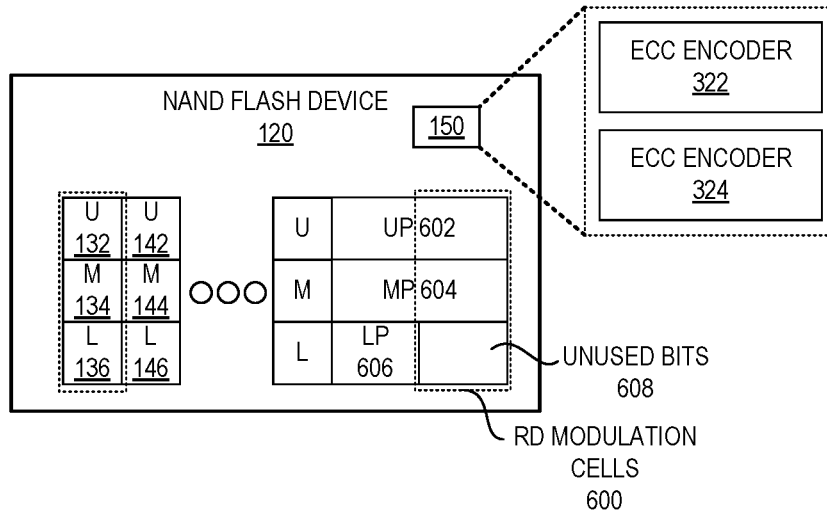 ECC ENCODER
322
ECC ENCODER
324
NAND FLASH DEVICE
120
150
U
132
U
142
M
134
M
144
L
136
L
146
U
UP 602
M
MP 604
L
LP
606
UNUSED BITS
608
RD MODULATION
CELLS
600